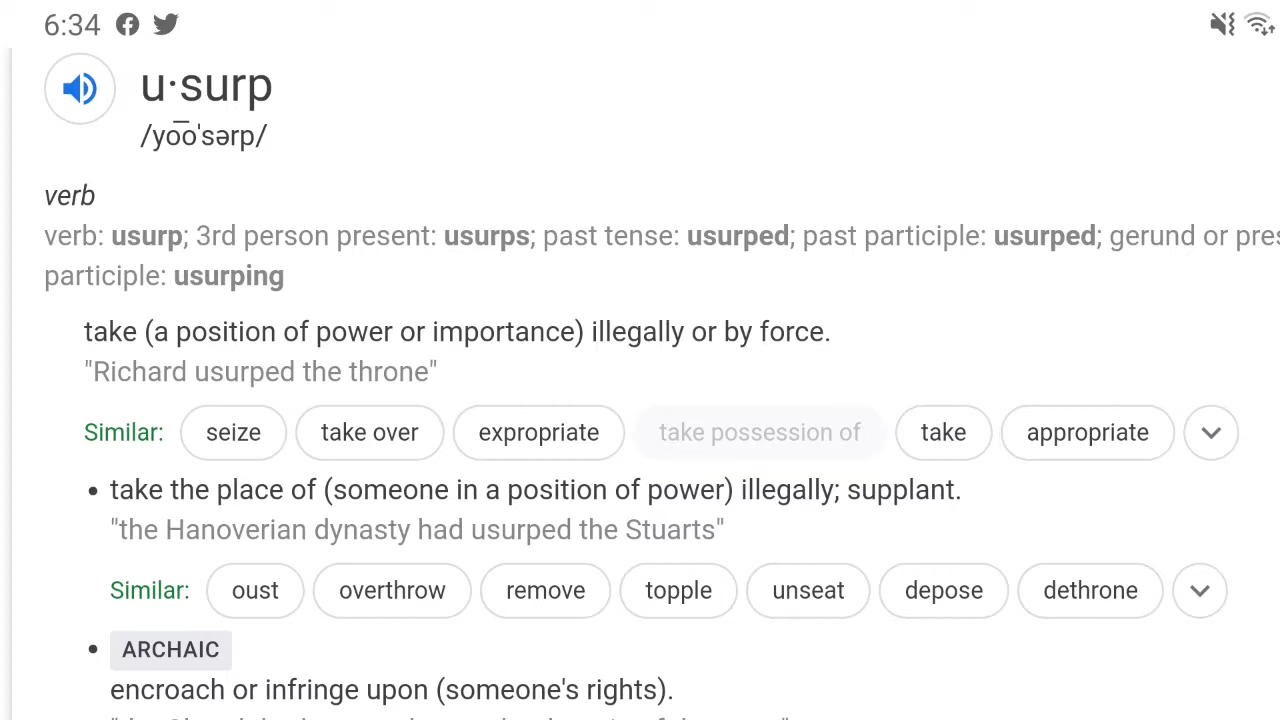 6:34
u·surp
/yo͞oˈsərp/
verb
verb: usurp; 3rd person present: usurps; past tense: usurped; past participle: usurped; gerund or
participle: usurping
take (a position of power or importance) illegally or by force.
"Richard usurped the throne"
Similar: seize take over expropriate take possession of take appropriate
• take the place of (someone in a position of power) illegally; supplant.
"the Hanoverian dynasty had usurped the Stuarts"
Similar: oust overthrow remove topple unseat depose dethrone
• ARCHAIC
encroach or infringe upon (someone's rights).